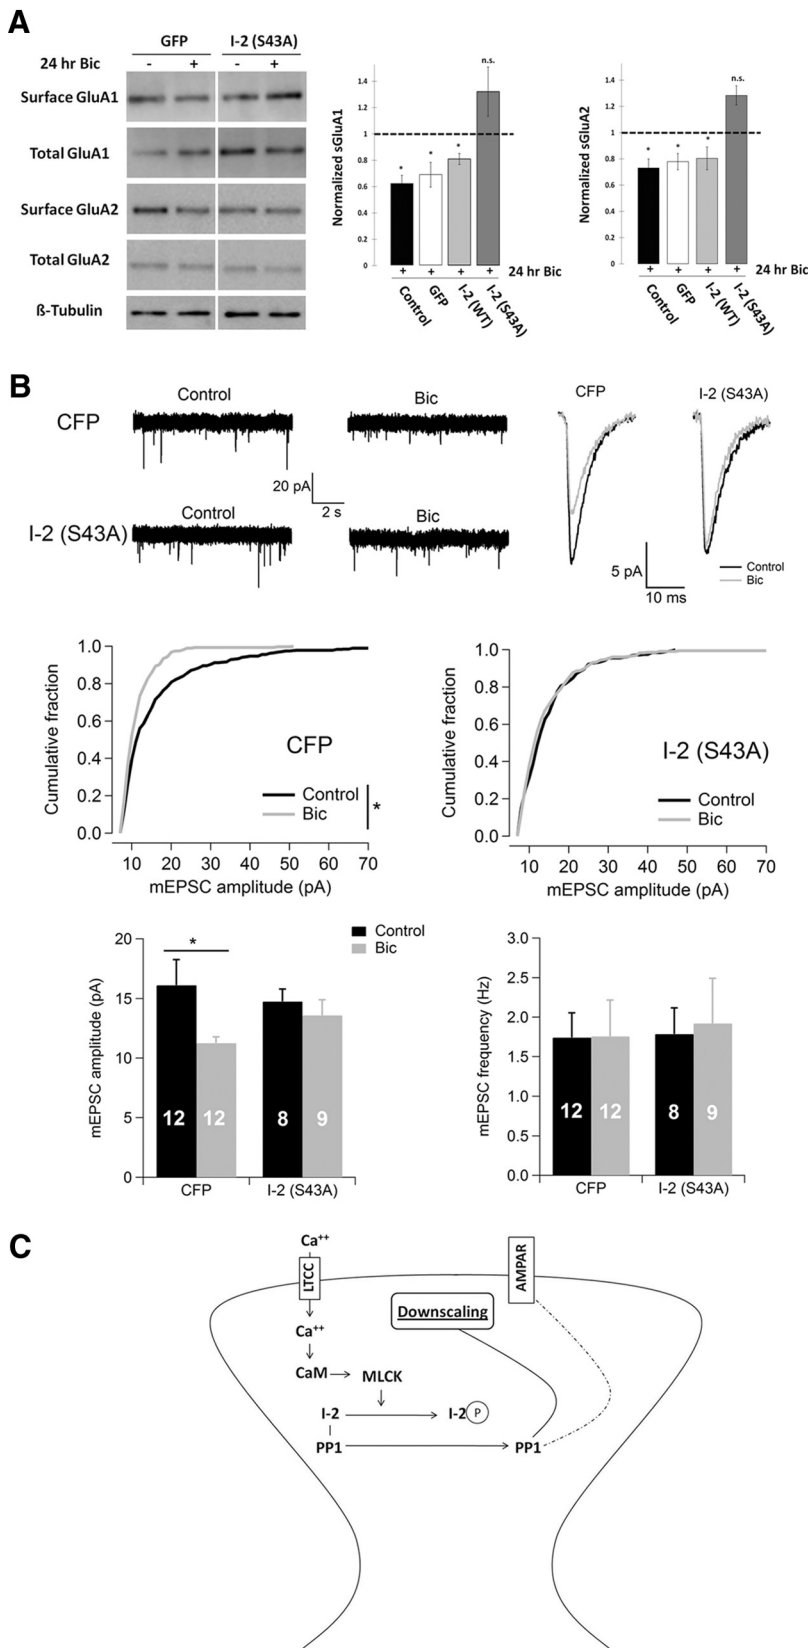 A
GFP I-2 (S43A)
24 hr Bic - + - +
Surface GluA1
Total GluA1
Surface GluA2
Total GluA2
ß-Tubulin
Normalized sGluA1
1.4
1.2
1
0.8
0.6
0.4
0.2
0
* * * n.s.
+ + + + 24 hr Bic
Control GFP I-2 (WT) I-2 (S43A)
Normalized sGluA2
1.4
1.2
1
0.8
0.6
0.4
0.2
0
* * * n.s.
+ + + + 24 hr Bic
Control GFP I-2 (WT) I-2 (S43A)
B
CFP
Control
Bic
20 pA
2 s
I-2 (S43A)
Control
Bic
CFP
I-2 (S43A)
5 pA
10 ms
Control
Bic
Cumulative fraction
1.0
0.8
0.6
0.4
0.2
0.0
CFP
Control
Bic
*
10 20 30 40 50 60 70
mEPSC amplitude (pA)
Cumulative fraction
1.0
0.8
0.6
0.4
0.2
0.0
I-2 (S43A)
Control
Bic
10 20 30 40 50 60 70
mEPSC amplitude (pA)
mEPSC amplitude (pA)
20
15
10
5
0
*
Control
Bic
12 12 8 9
CFP I-2 (S43A)
mEPSC frequency (Hz)
3.0
2.5
2.0
1.5
1.0
0.5
0.0
12 12 8 9
CFP I-2 (S43A)
C
Ca++
LTCC
AMPAR
Downscaling
Ca++
CaM MLCK
I-2 I-2 P
PP1 PP1